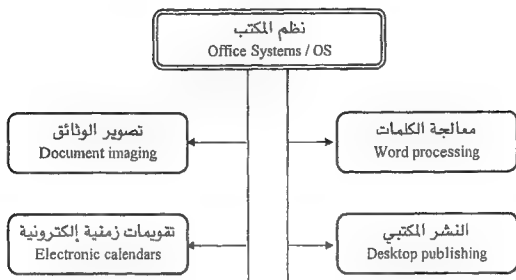 نظم المكتب
Office Systems / OS
معالجة الكلمات
Word processing
تصوير الوثائق
Document imaging
النشر المكتبي
Desktop publishing
تقويمات زمنية إلكترونية
Electronic calendars